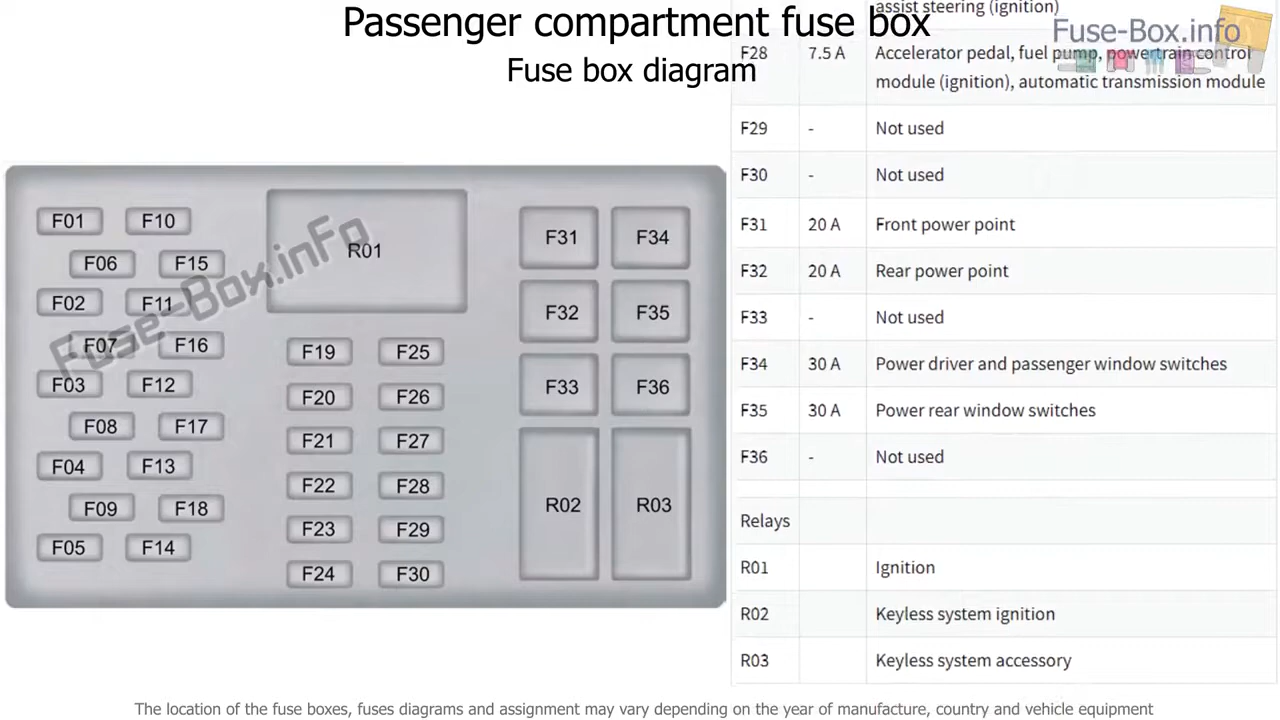 Passenger compartment fuse box
Fuse box diagram
Fuse-Box.info
assist steering (ignition)
F28 7.5 A Accelerator pedal, fuel pump, powertrain control
module (ignition), automatic transmission module
F29 - Not used
F30 - Not used
F31 20 A Front power point
F32 20 A Rear power point
F33 - Not used
F34 30 A Power driver and passenger window switches
F35 30 A Power rear window switches
F36 - Not used
Relays
R01 Ignition
R02 Keyless system ignition
R03 Keyless system accessory
F01 F10
F06 F15
F02 F11
F07 F16
F03 F12
F08 F17
F04 F13
F09 F18
F05 F14
R01
F19 F25
F20 F26
F21 F27
F22 F28
F23 F29
F24 F30
F31 F34
F32 F35
F33 F36
R02 R03
Fuse-Box.inFo
The location of the fuse boxes, fuses diagrams and assignment may vary depending on the year of manufacture, country and vehicle equipment